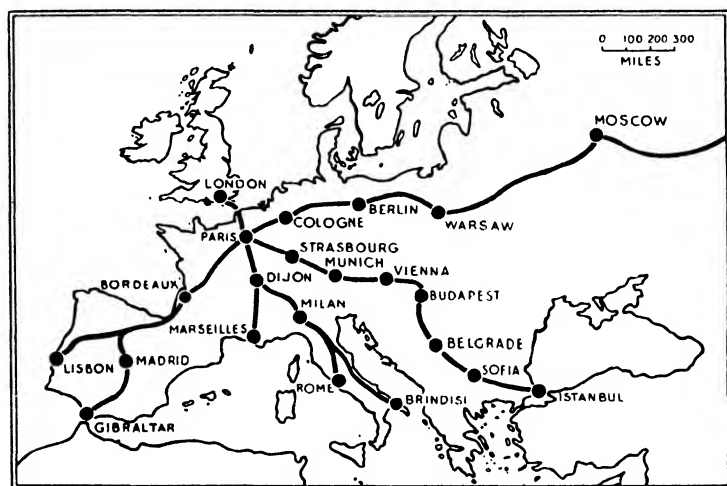 0 100 200 300
MILES
MOSCOW
LONDON
BERLIN
COLOGNE
WARSAW
PARIS
STRASBOURG
MUNICH
VIENNA
DIJON
BORDEAUX
BUDAPEST
MILAN
MARSEILLES
BELGRADE
LISBON
MADRID
SOFIA
ROME
BRINDISI
ISTANBUL
GIBRALTAR